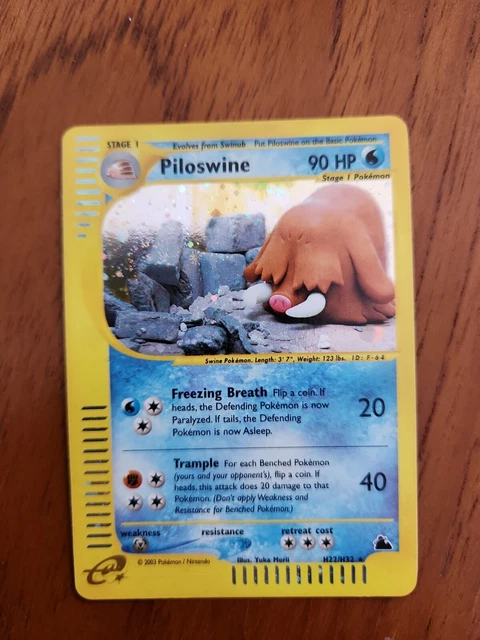 STAGE 1 Evolves from Swinub Put Piloswine on the Basic Pokémon
Piloswine 90 HP
Stage 1 Pokémon
Swine Pokémon. Length: 3' 7", Weight: 123 lbs. ID: F-64
Freezing Breath Flip a coin. If
heads, the Defending Pokémon is now
Paralyzed. If tails, the Defending
Pokémon is now Asleep.
20
Trample For each Benched Pokémon
(yours and your opponent's), flip a coin. If
heads, this attack does 20 damage to that
Pokémon. (Don't apply Weakness and
Resistance for Benched Pokémon.)
40
weakness resistance retreat cost
e
© 2003 Pokémon / Nintendo Illus. Yuka Morii H22/H32 ★